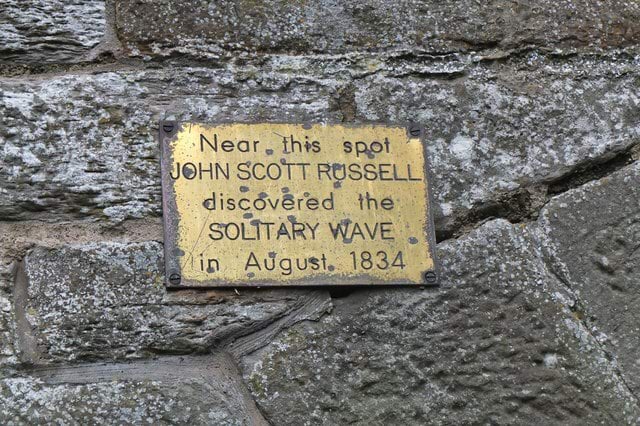 Near this spot
JOHN SCOTT RUSSELL
discovered the
SOLITARY WAVE
in August 1834